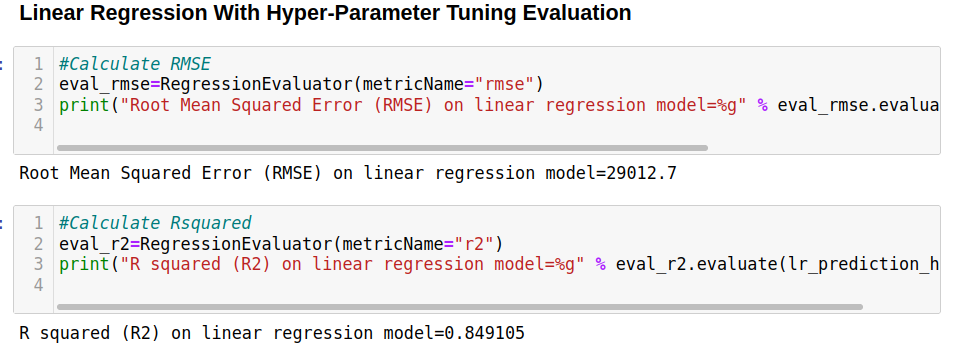 Linear Regression With Hyper-Parameter Tuning Evaluation
1 #Calculate RMSE
2 eval_rmse=RegressionEvaluator(metricName="rmse")
3 print("Root Mean Squared Error (RMSE) on linear regression model=%g" % eval_rmse.evalua
4
Root Mean Squared Error (RMSE) on linear regression model=29012.7
1 #Calculate Rsquared
2 eval_r2=RegressionEvaluator(metricName="r2")
3 print("R squared (R2) on linear regression model=%g" % eval_r2.evaluate(lr_prediction_h
4
R squared (R2) on linear regression model=0.849105